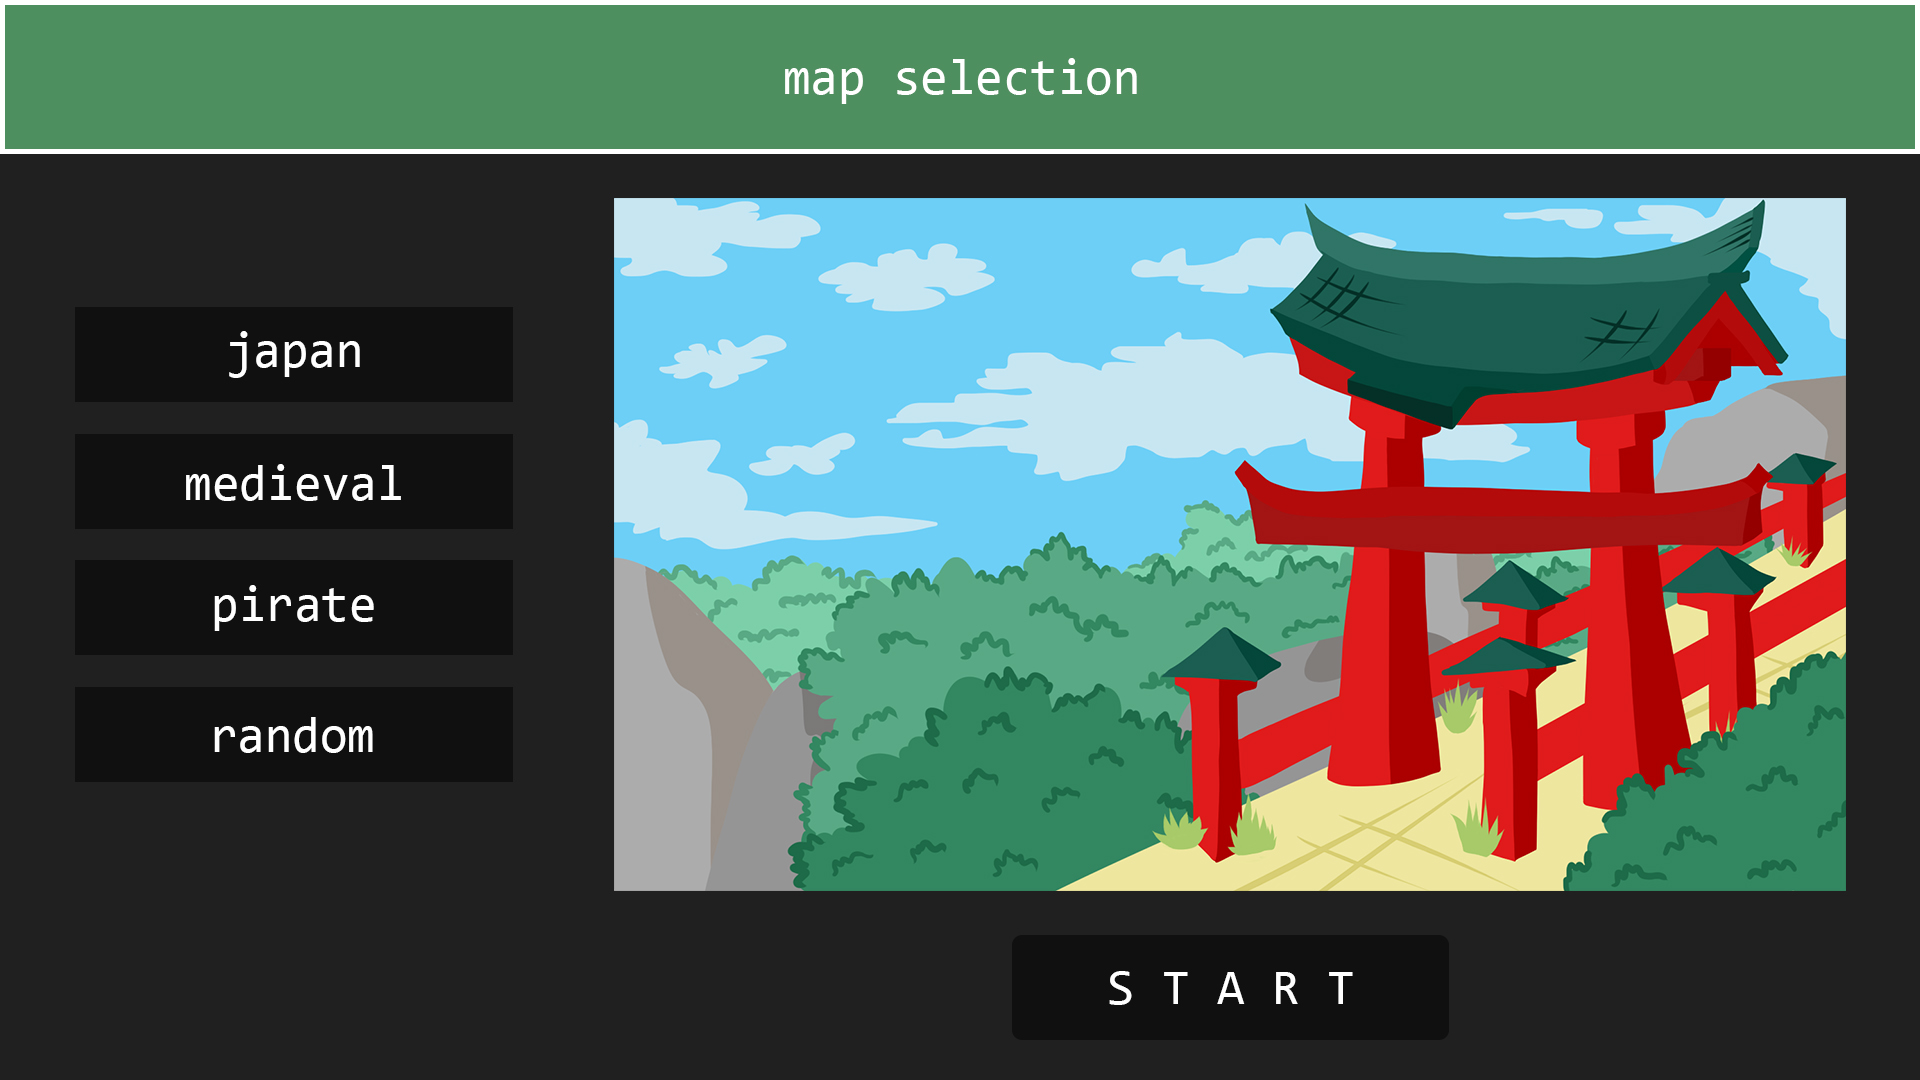 map selection
japan
medieval
pirate
random
S T A R T